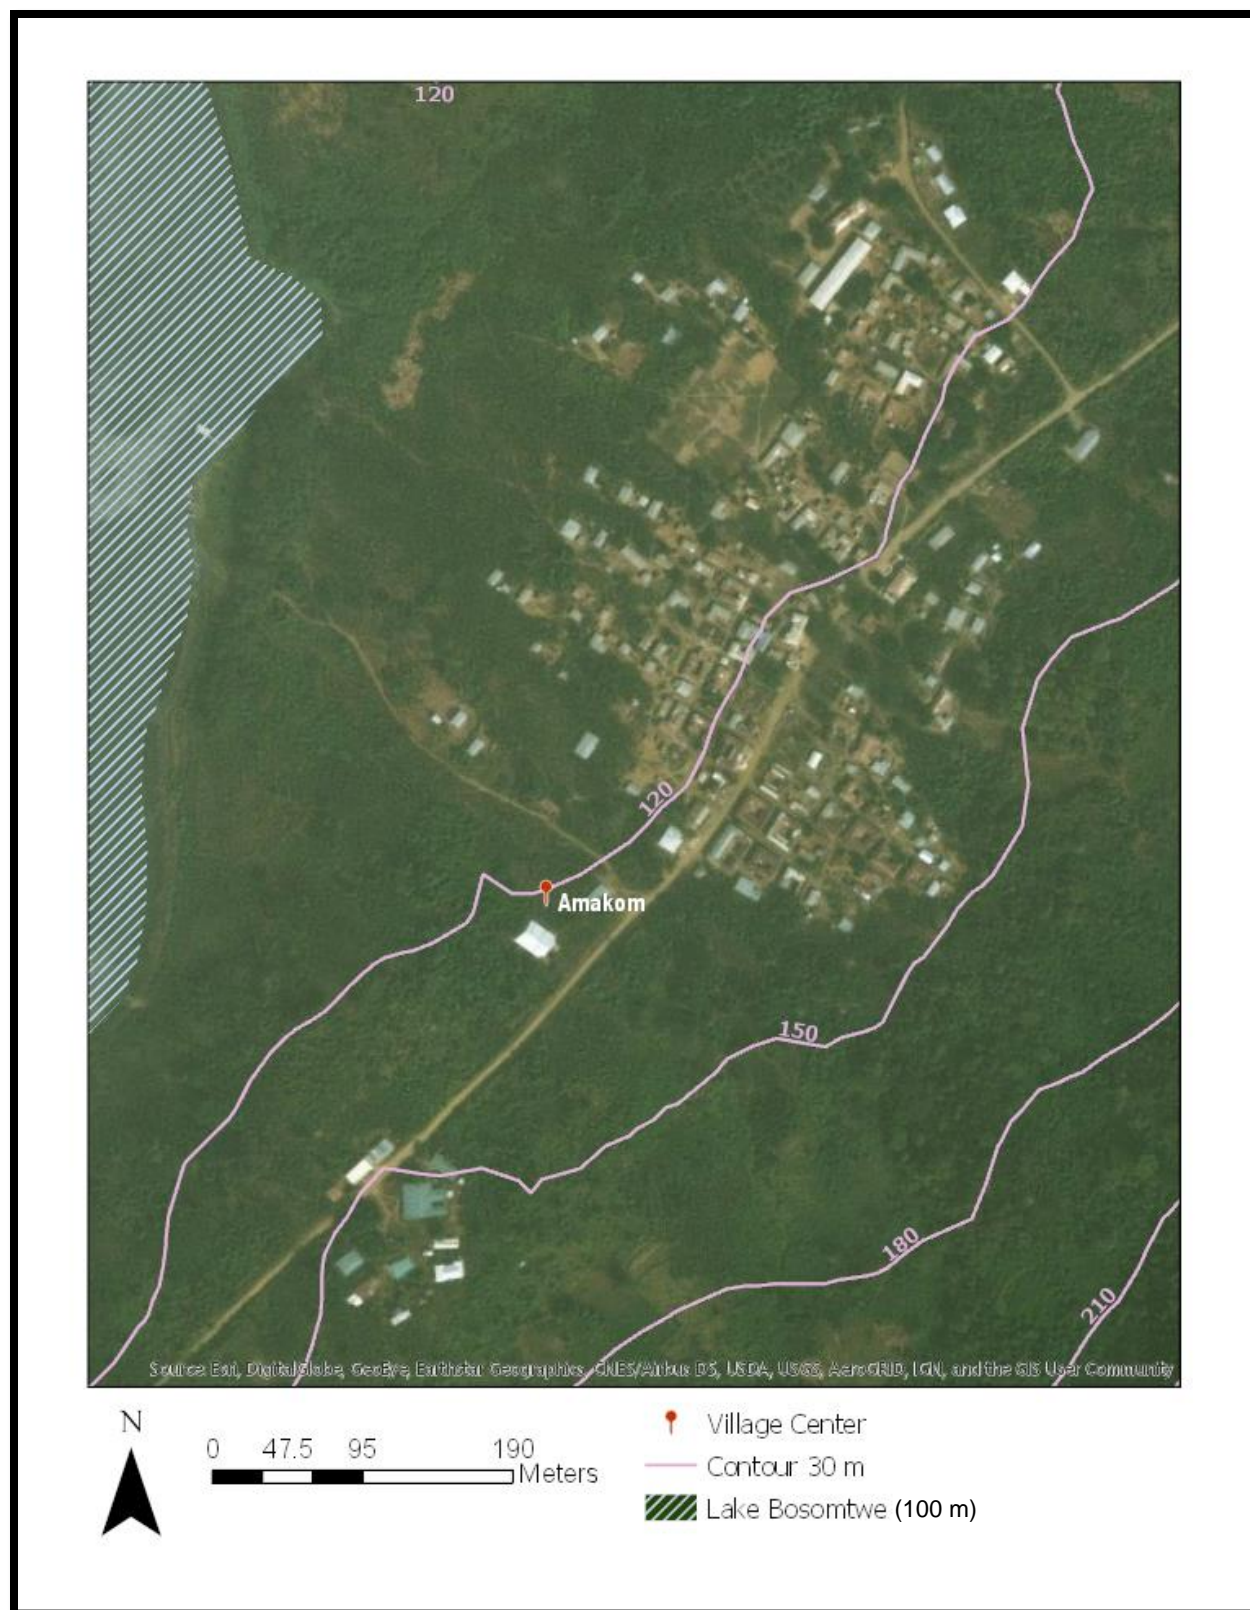 120
120
Amakom
150
180
210
Source: Esri, DigitalGlobe, GeoEye, Earthstar Geographics, CNES/Airbus DS, USDA, USGS, AeroGRID, IGN, and the GIS User Community
N
0 47.5 95 190
Meters
Village Center
Contour 30 m
Lake Bosomtwe (100 m)